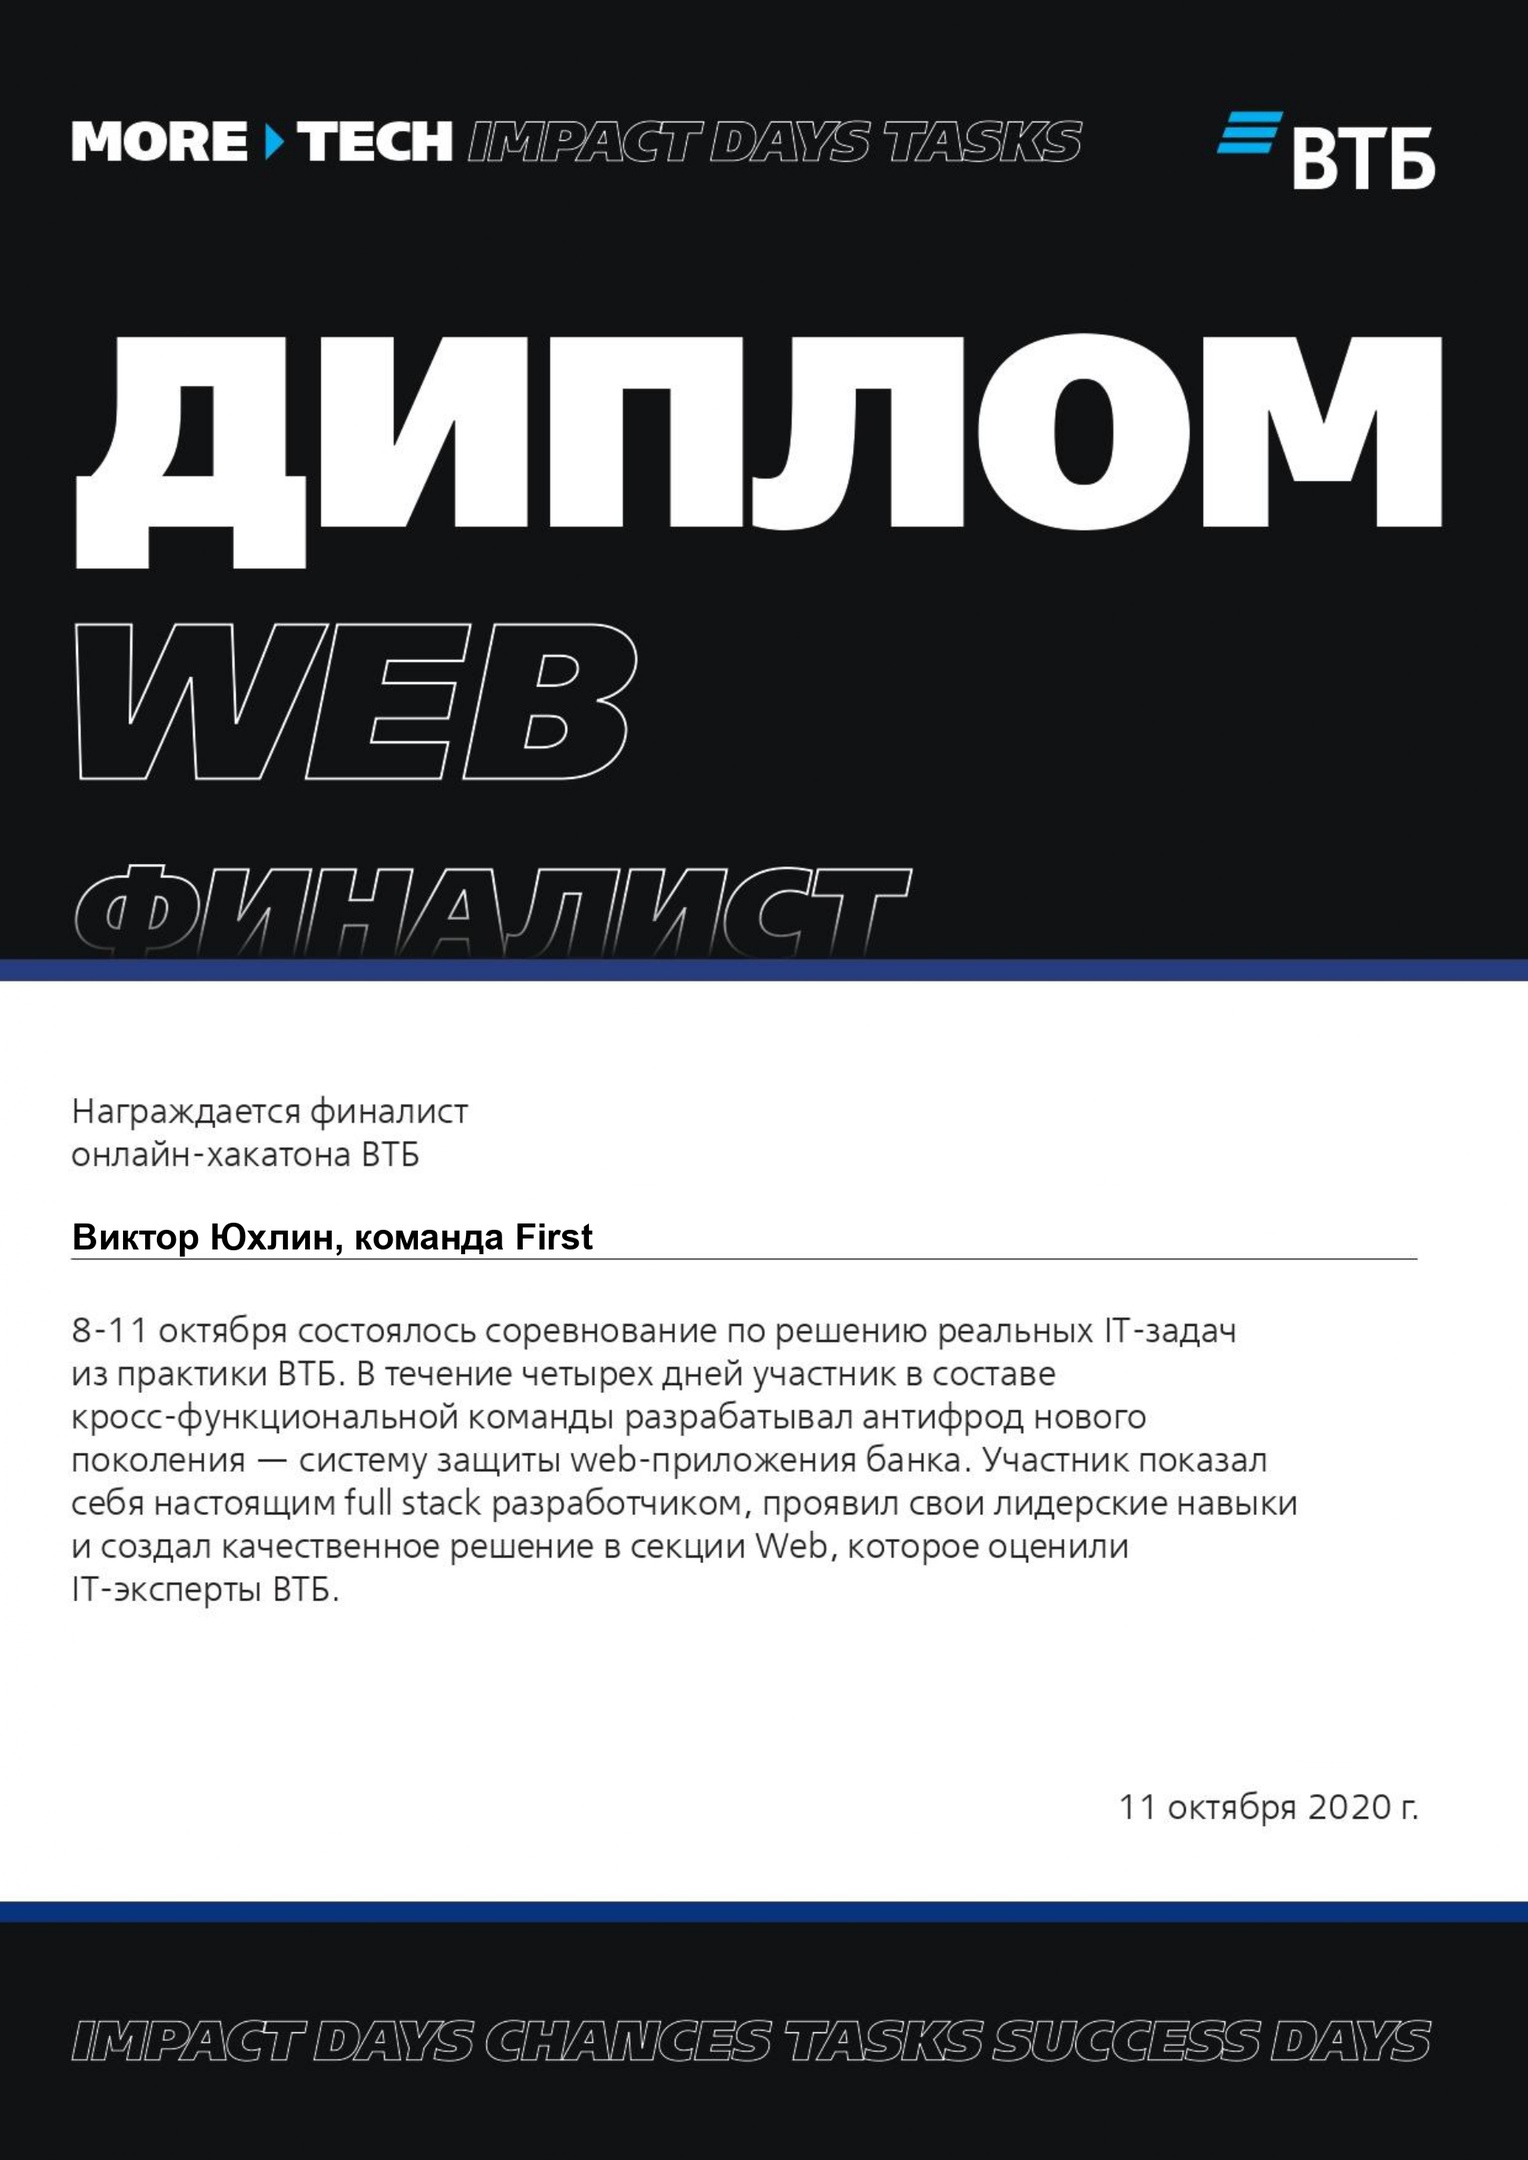 MORE TECH IMPACT DAYS TASKS
ВТБ
диплом
WEB
ФИНАЛИСТ
Награждается финалист
онлайн-хакатона ВТБ
Виктор Юхлин, команда First
8-11 октября состоялось соревнование по решению реальных IT-задач
из практики ВТБ. В течение четырех дней участник в составе
кросс-функциональной команды разрабатывал антифрод нового
поколения — систему защиты web-приложения банка. Участник показал
себя настоящим full stack разработчиком, проявил свои лидерские навыки
и создал качественное решение в секции Web, которое оценили
IT-эксперты ВТБ.
11 октября 2020 г.
IMPACT DAYS CHANCES TASKS SUCCESS DAYS